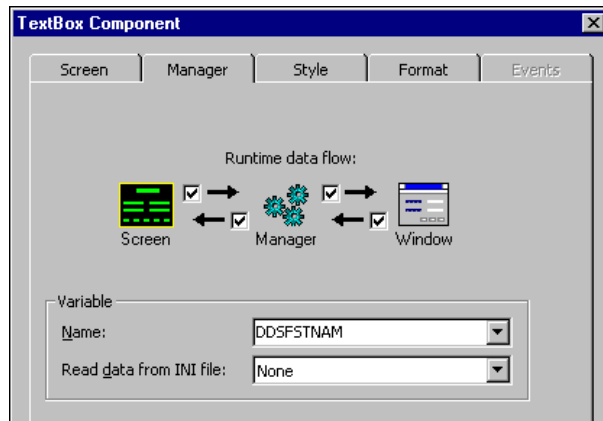 TextBox Component
Screen Manager Style Format Events
Runtime data flow:
Screen Manager Window
Variable
Name: DDSFSTNAM
Read data from INI file: None